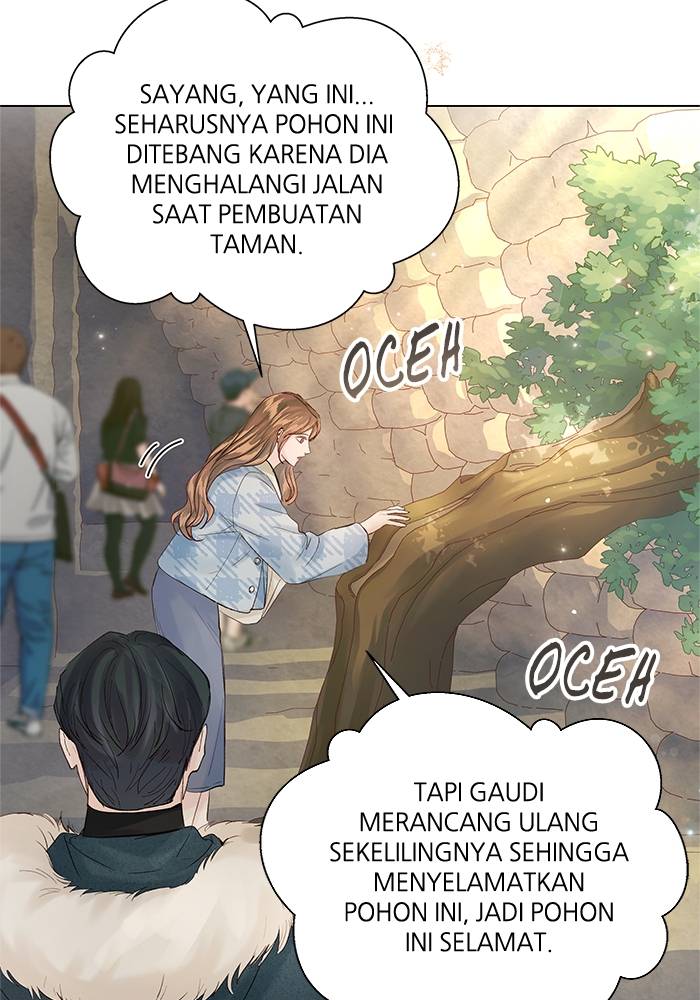 SAYANG, YANG INI...
SEHARUSNYA POHON INI
DITEBANG KARENA DIA
MENGHALANGI JALAN
SAAT PEMBUATAN
TAMAN.
OCEH
OCEH
TAPI GAUDI
MERANCANG ULANG
SEKELILINGNYA SEHINGGA
MENYELAMATKAN
POHON INI, JADI POHON
INI SELAMAT.